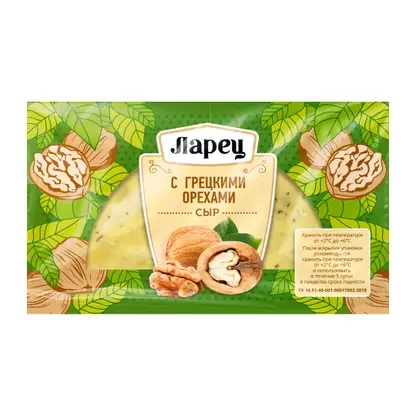 Ларец
С ГРЕЦКИМИ
ОРЕХАМИ
СЫР
Хранить при температуре
от +2°С до +6°С
После вскрытия упаковки
рекомендуется
хранить при температуре
от +2°С до +6°С
и использовать
в течение 5 суток
в пределах срока годности